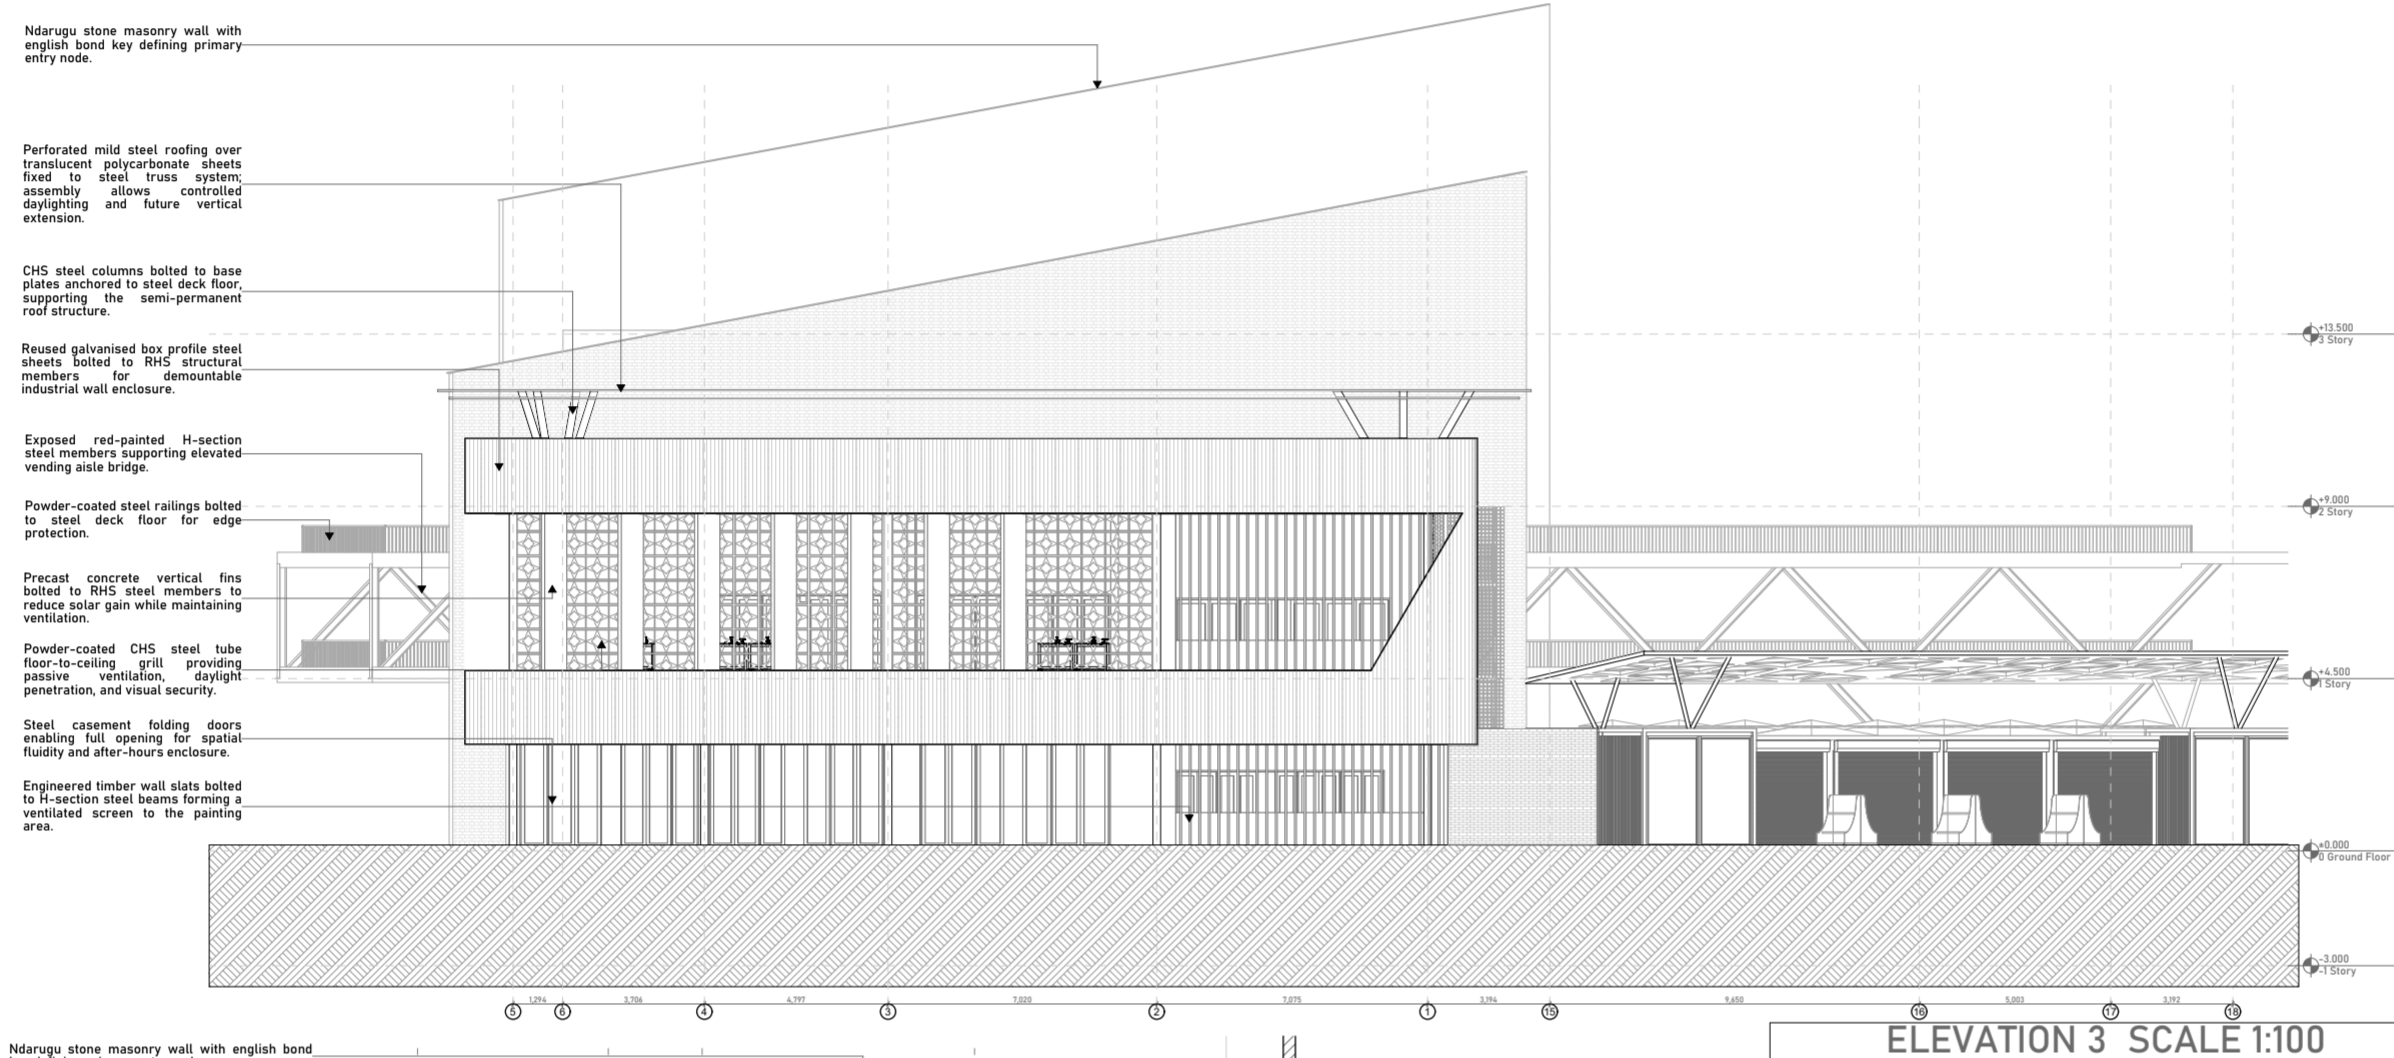 Ndarugu stone masonry wall with
english bond key defining primary
entry node.
Perforated mild steel roofing over
translucent polycarbonate sheets
fixed to steel truss system;
assembly allows controlled
daylighting and future vertical
extension.
CHS steel columns bolted to base
plates anchored to steel deck floor,
supporting the semi-permanent
roof structure.
Reused galvanised box profile steel
sheets bolted to RHS structural
members for demountable
industrial wall enclosure.
Exposed red-painted H-section
steel members supporting elevated
vending aisle bridge.
Powder-coated steel railings bolted
to steel deck floor for edge
protection.
Precast concrete vertical fins
bolted to RHS steel members to
reduce solar gain while maintaining
ventilation.
Powder-coated CHS steel tube
floor-to-ceiling grill providing
passive ventilation, daylight
penetration, and visual security.
Steel casement folding doors
enabling full opening for spatial
fluidity and after-hours enclosure.
Engineered timber wall slats bolted
to H-section steel beams forming a
ventilated screen to the painting
area.
+13.500
3 Story
+9.000
2 Story
+4.500
1 Story
±0.000
0 Ground Floor
-3.000
-1 Story
1,294 3,706 4,797 7,020 7,075 3,194 9,650 5,003 3,192
5 6 4 3 2 1 15 16 17 18
ELEVATION 3 SCALE 1:100
Ndarugu stone masonry wall with english bond